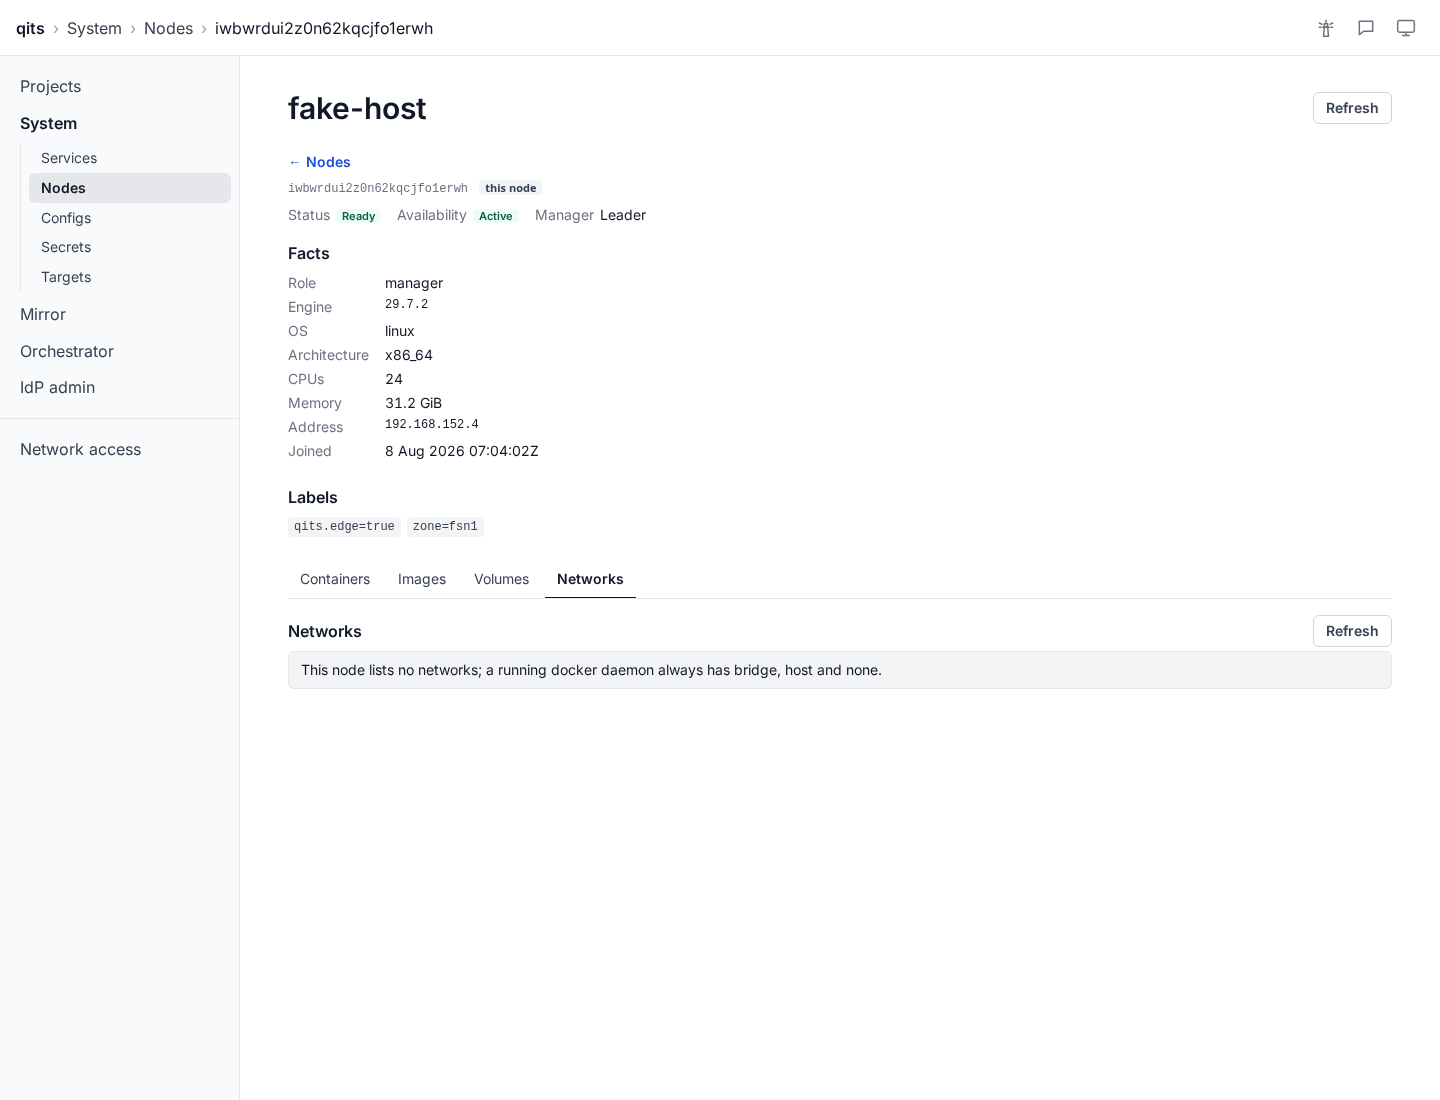 qits › System › Nodes › iwbwrdui2z0n62kqcjfo1erwh
Projects
System
Services
Nodes
Configs
Secrets
Targets
Mirror
Orchestrator
IdP admin
Network access
fake-host
Refresh
← Nodes
iwbwrdui2z0n62kqcjfo1erwh this node
Status Ready Availability Active Manager Leader
Facts
Role manager
Engine 29.7.2
OS linux
Architecture x86_64
CPUs 24
Memory 31.2 GiB
Address 192.168.152.4
Joined 8 Aug 2026 07:04:02Z
Labels
qits.edge=true zone=fsn1
Containers Images Volumes Networks
Networks
Refresh
This node lists no networks; a running docker daemon always has bridge, host and none.